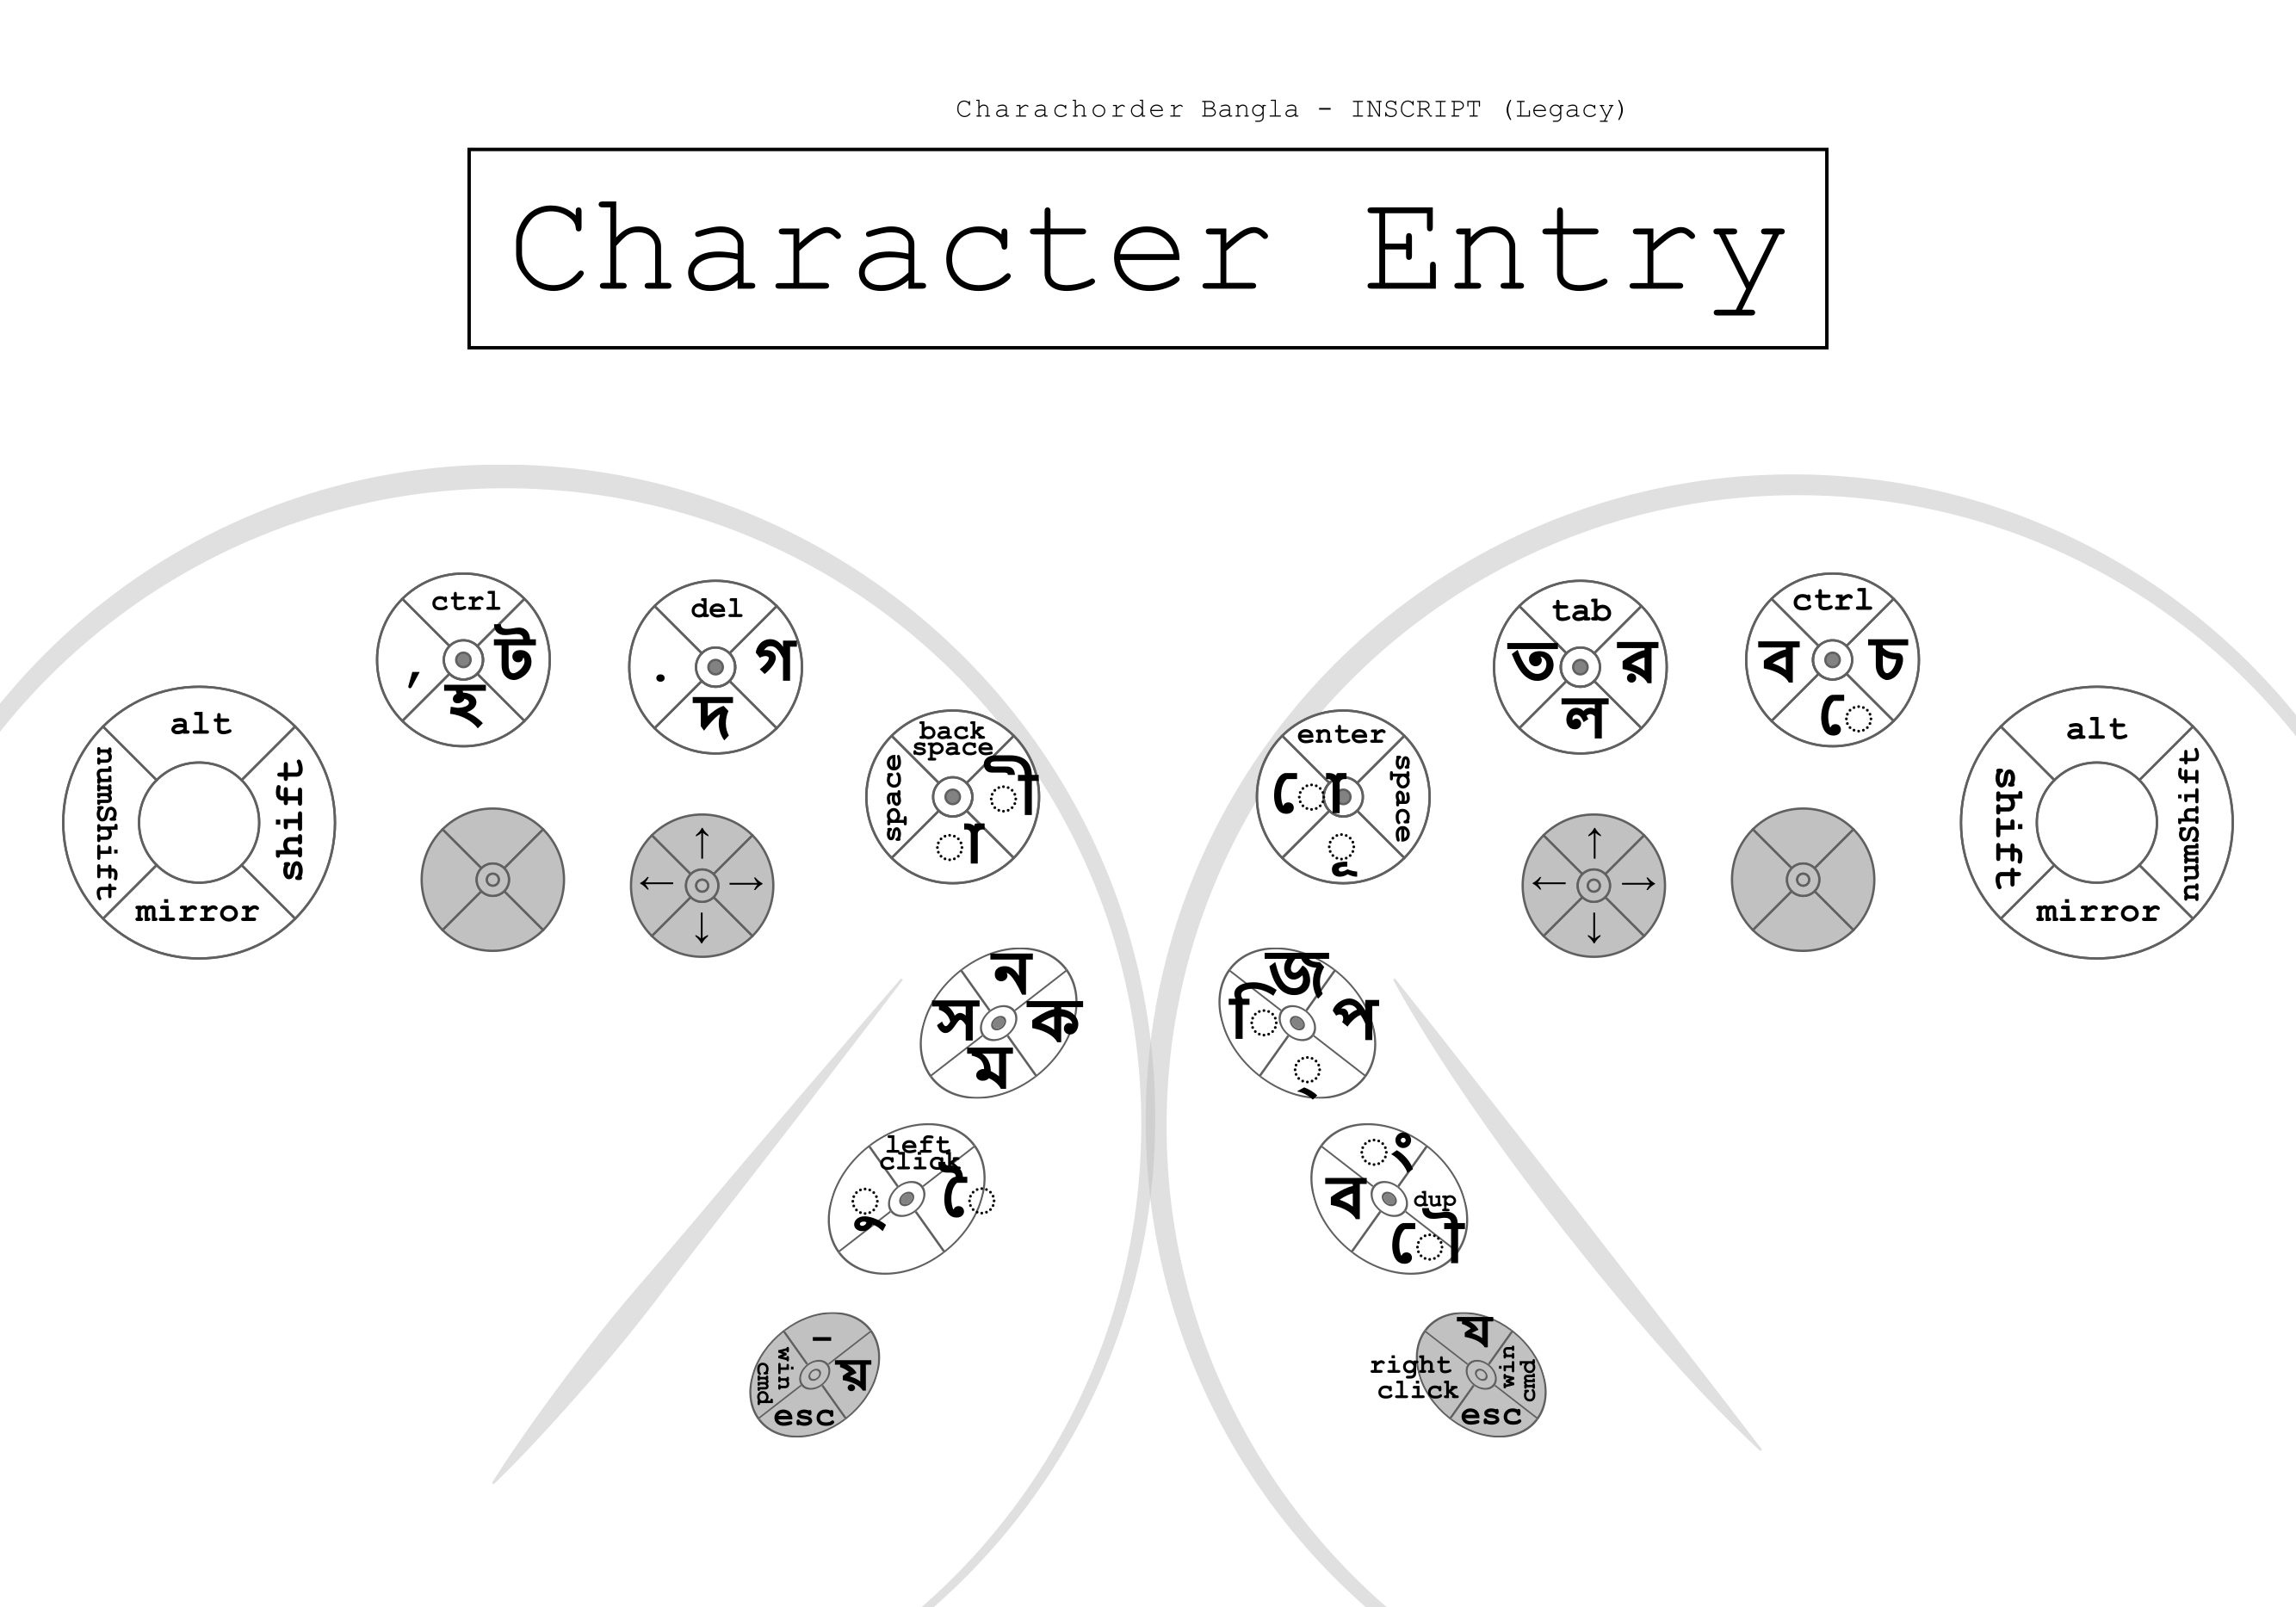 Charachorder Bangla - INSCRIPT (Legacy)
Character Entry
ctrl
, ট
হ
del
. গ
দ
tab
ত র
ল
ctrl
ব চ
ে
alt
numShift shift
mirror
back
space
space ী
া
enter
ো space
ূ
alt
shift numShift
mirror
↑
← →
↓
↑
← →
↓
ন
স ক
ম
জ
ি প
্
left
click
ু ৈ
ং
ব dup
ৌ
-
win
cmd য়
esc
য
right
click
win
cmd
esc